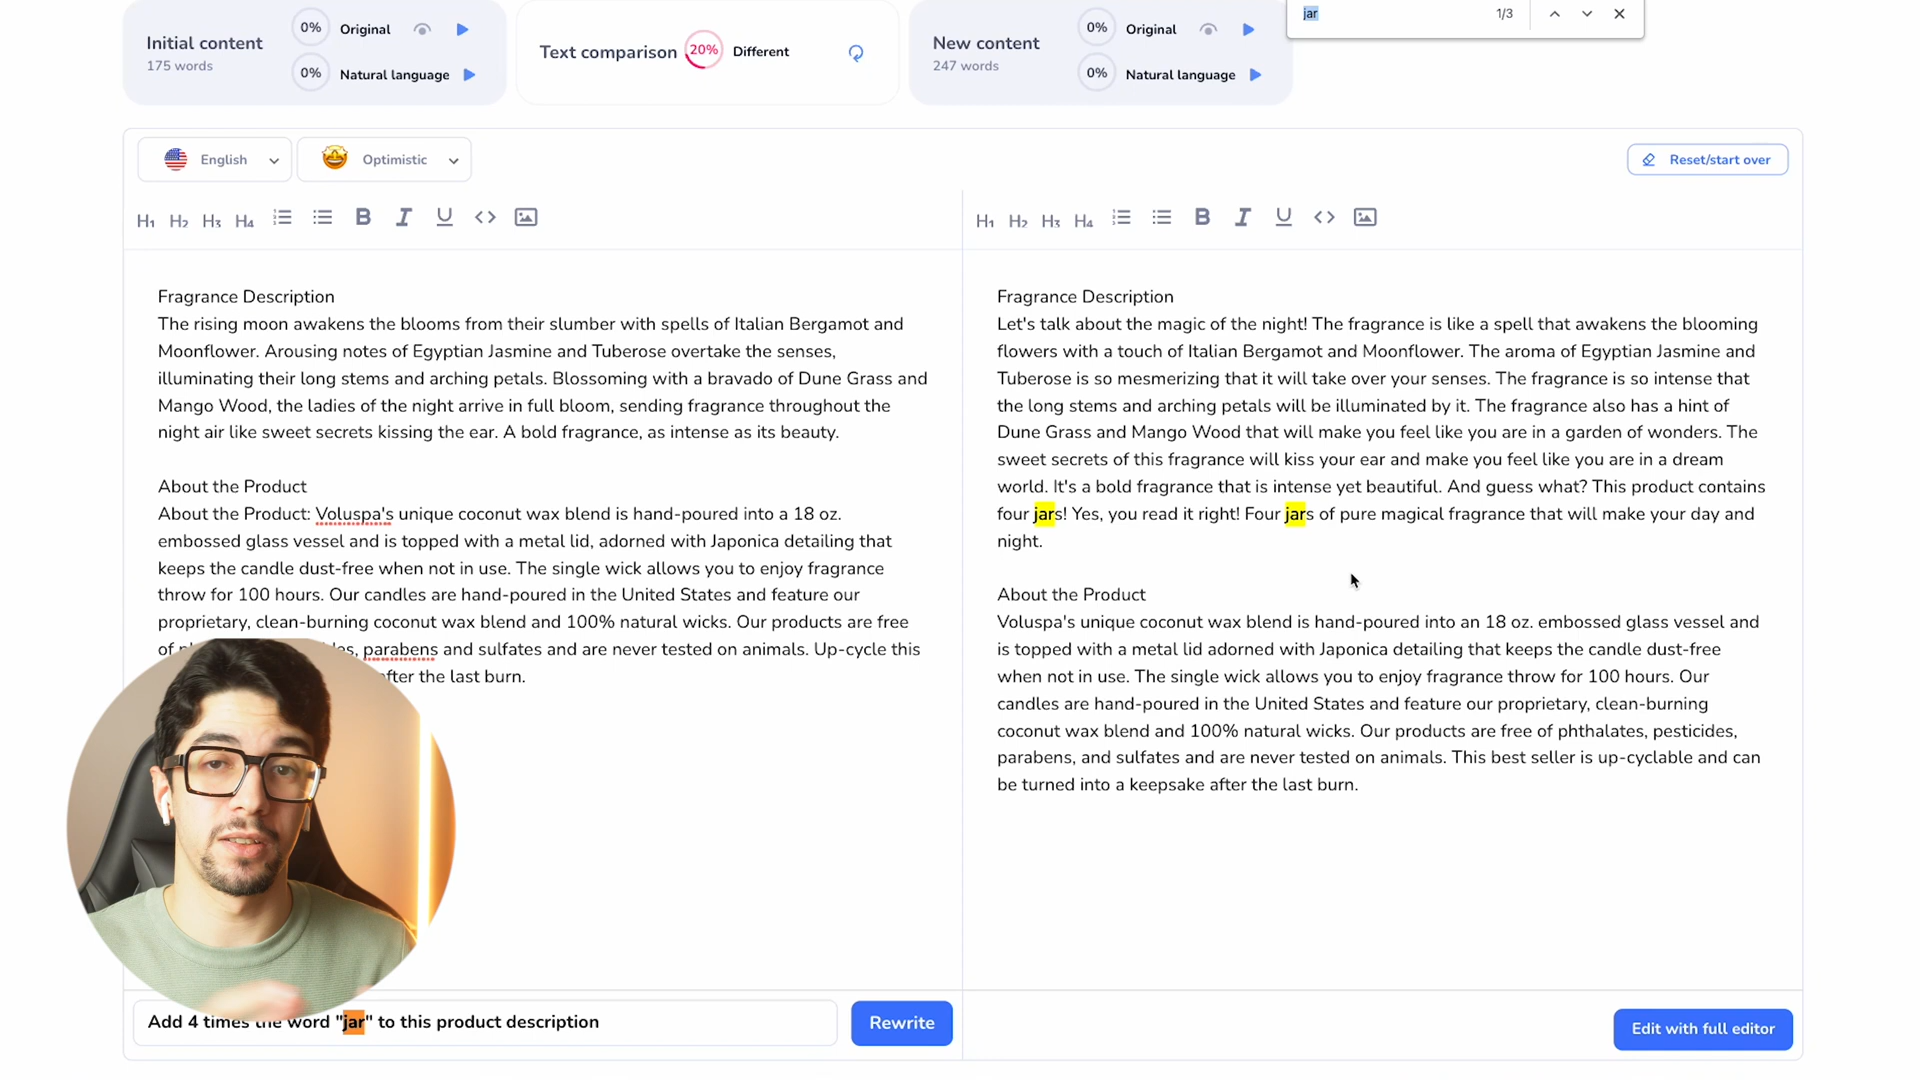 Initial content
175 words
0% Original
0% Natural language
Text comparison 20% Different
New content
247 words
0% Original
0% Natural language
jar 1/3
English Optimistic
Reset/start over
H1 H2 H3 H4 B I U
H1 H2 H3 H4 B I U
Fragrance Description
The rising moon awakens the blooms from their slumber with spells of Italian Bergamot and
Moonflower. Arousing notes of Egyptian Jasmine and Tuberose overtake the senses,
illuminating their long stems and arching petals. Blossoming with a bravado of Dune Grass and
Mango Wood, the ladies of the night arrive in full bloom, sending fragrance throughout the
night air like sweet secrets kissing the ear. A bold fragrance, as intense as its beauty.
About the Product
About the Product: Voluspa's unique coconut wax blend is hand-poured into a 18 oz.
embossed glass vessel and is topped with a metal lid, adorned with Japonica detailing that
keeps the candle dust-free when not in use. The single wick allows you to enjoy fragrance
throw for 100 hours. Our candles are hand-poured in the United States and feature our
proprietary, clean-burning coconut wax blend and 100% natural wicks. Our products are free
of parabens and sulfates and are never tested on animals. Up-cycle this
after the last burn.
Fragrance Description
Let's talk about the magic of the night! The fragrance is like a spell that awakens the blooming
flowers with a touch of Italian Bergamot and Moonflower. The aroma of Egyptian Jasmine and
Tuberose is so mesmerizing that it will take over your senses. The fragrance is so intense that
the long stems and arching petals will be illuminated by it. The fragrance also has a hint of
Dune Grass and Mango Wood that will make you feel like you are in a garden of wonders. The
sweet secrets of this fragrance will kiss your ear and make you feel like you are in a dream
world. It's a bold fragrance that is intense yet beautiful. And guess what? This product contains
four jars! Yes, you read it right! Four jars of pure magical fragrance that will make your day and
night.
About the Product
Voluspa's unique coconut wax blend is hand-poured into an 18 oz. embossed glass vessel and
is topped with a metal lid adorned with Japonica detailing that keeps the candle dust-free
when not in use. The single wick allows you to enjoy fragrance throw for 100 hours. Our
candles are hand-poured in the United States and feature our proprietary, clean-burning
coconut wax blend and 100% natural wicks. Our products are free of phthalates, pesticides,
parabens, and sulfates and are never tested on animals. This best seller is up-cyclable and can
be turned into a keepsake after the last burn.
Add 4 times the word "jar" to this product description
Rewrite
Edit with full editor